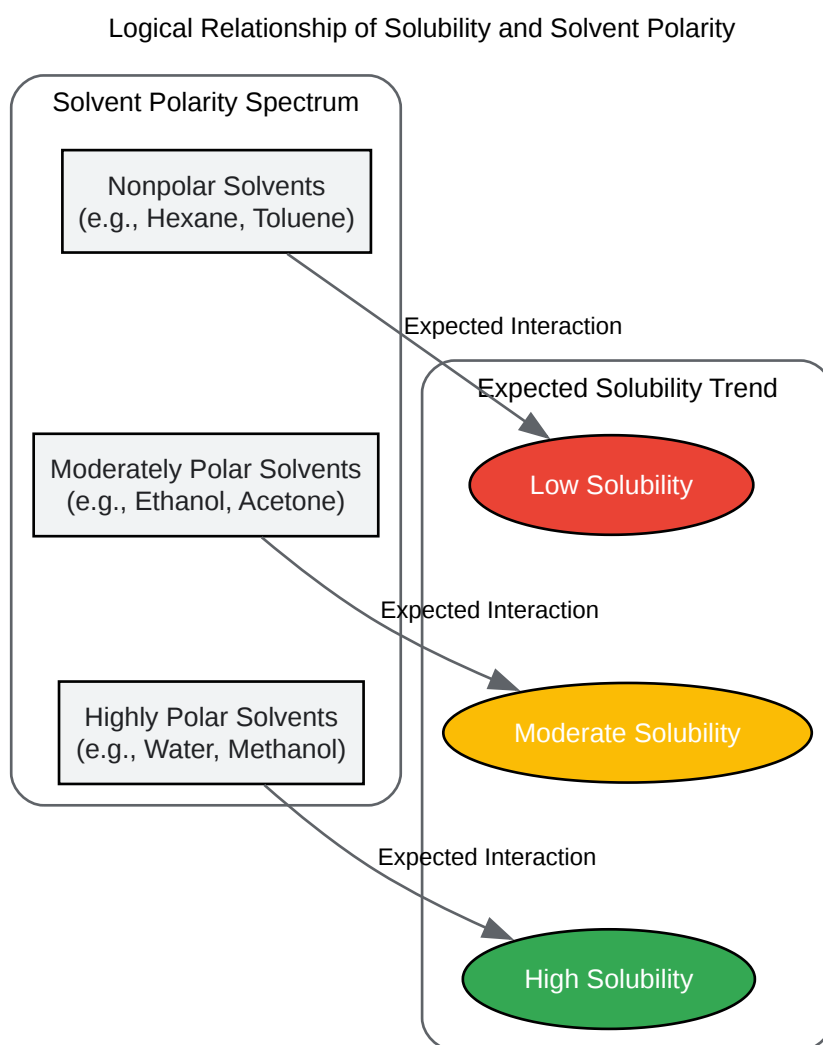 Logical Relationship of Solubility and Solvent Polarity
Solvent Polarity Spectrum
Nonpolar Solvents
(e.g., Hexane, Toluene)
Expected Interaction
Expected Solubility Trend
Low Solubility
Moderately Polar Solvents
(e.g., Ethanol, Acetone)
Expected Interaction
Moderate Solubility
Highly Polar Solvents
(e.g., Water, Methanol)
Expected Interaction
High Solubility